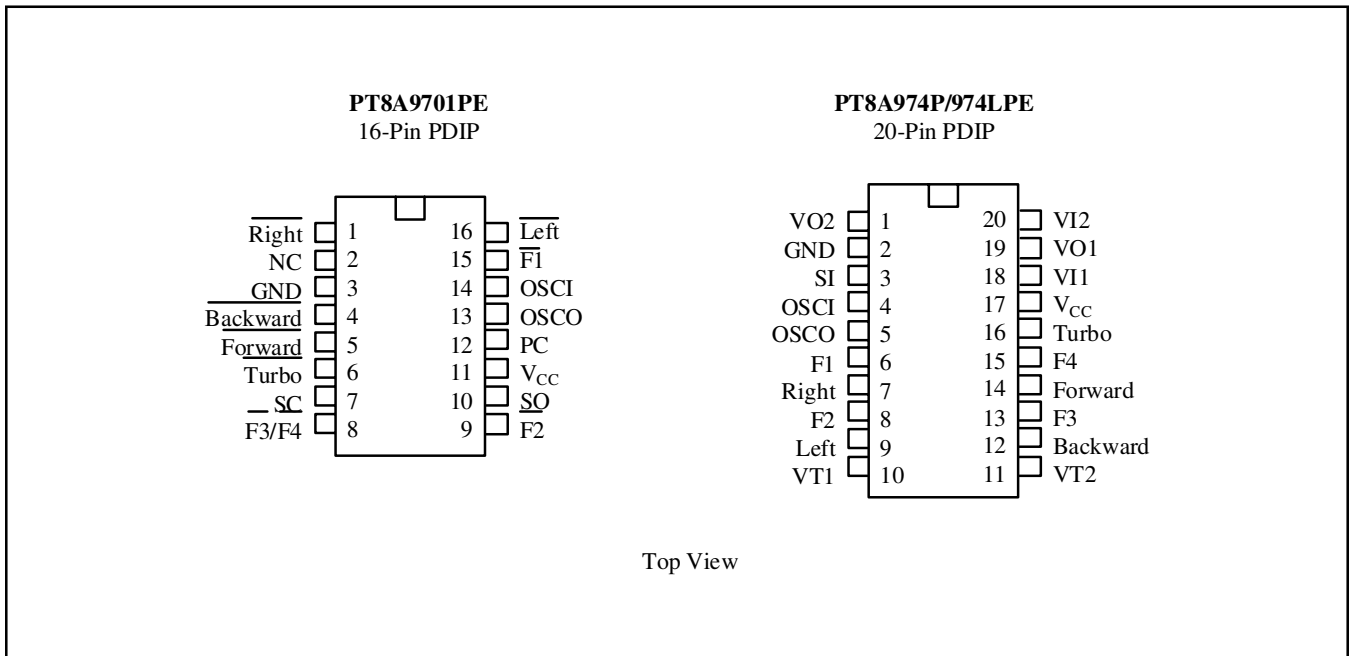 PT8A9701PE
16-Pin PDIP
Right 1 16 Left
NC 2 15 F1
GND 3 14 OSCI
Backward 4 13 OSCO
Forward 5 12 PC
Turbo 6 11 VCC
SC 7 10 SO
F3/F4 8 9 F2
PT8A974P/974LPE
20-Pin PDIP
VO2 1 20 VI2
GND 2 19 VO1
SI 3 18 VI1
OSCI 4 17 VCC
OSCO 5 16 Turbo
F1 6 15 F4
Right 7 14 Forward
F2 8 13 F3
Left 9 12 Backward
VT1 10 11 VT2
Top View